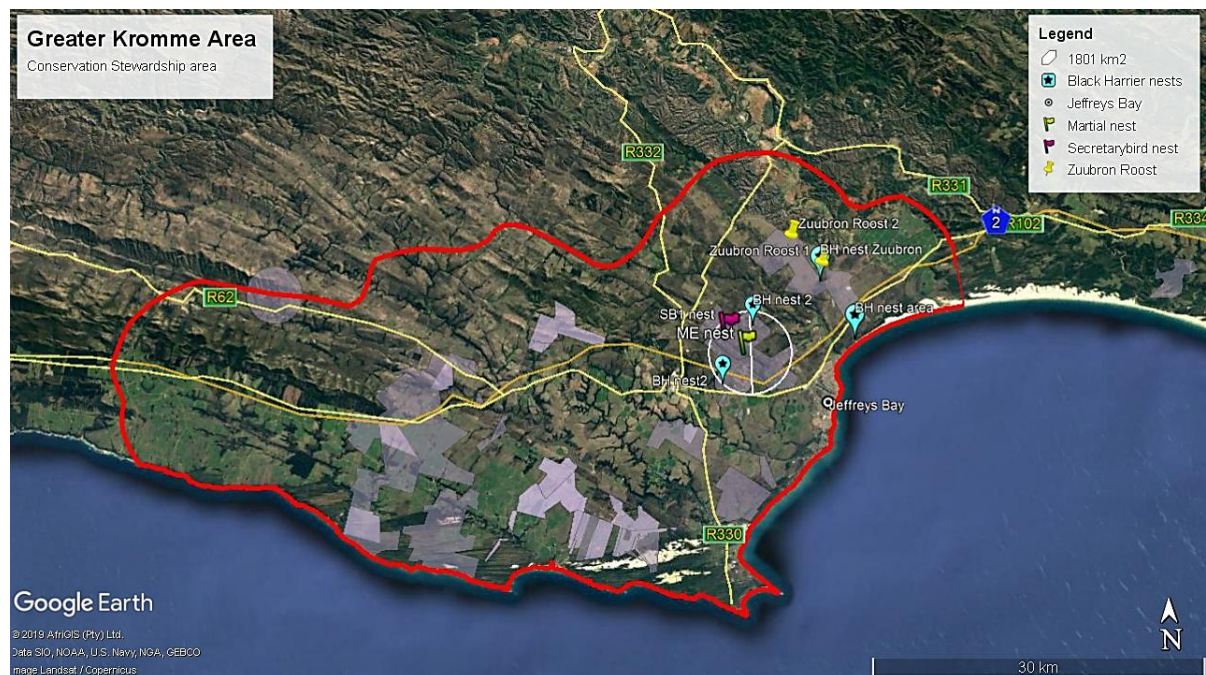 Greater Kromme Area
Conservation Stewardship area
Legend
1801 km2
Black Harrier nests
Jeffreys Bay
Martial nest
Secretarybird nest
Zuubron Roost
R332
R331
2
R102
R334
Zuubron Roost 2
Zuubron Roost 1
BH nest Zuubron
R62
BH nest 2
SB1 nest
BH nest area
ME nest
BH nest2
Jeffreys Bay
R330
Google Earth
© 2019 AfriGIS (Pty) Ltd.
Data SIO, NOAA, U.S. Navy, NGA, GEBCO
Image Landsat / Copernicus
N
30 km